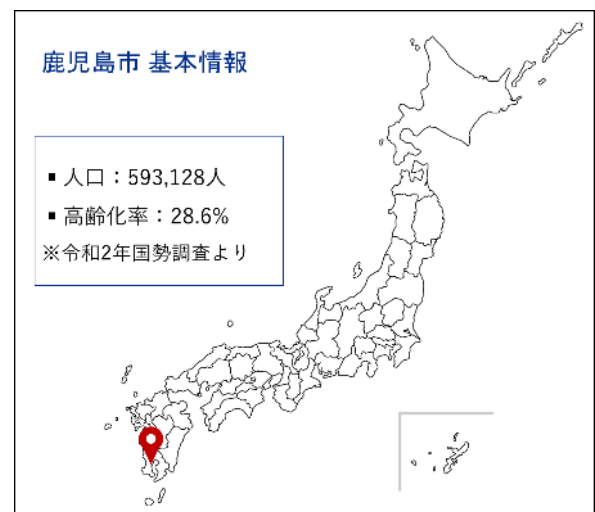 鹿児島市 基本情報
▪ 人口：593,128人
▪ 高齢化率：28.6%
※令和2年国勢調査より